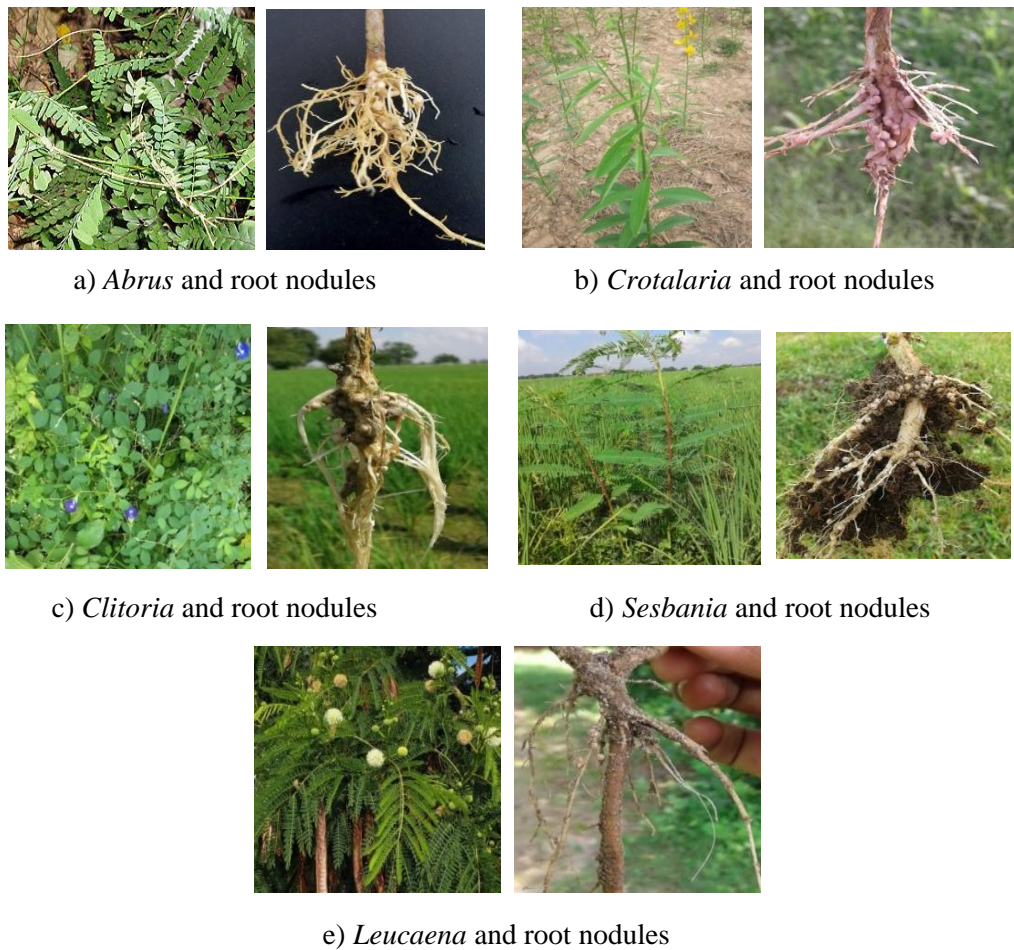 a) Abrus and root nodules
b) Crotalaria and root nodules
c) Clitoria and root nodules
d) Sesbania and root nodules
e) Leucaena and root nodules